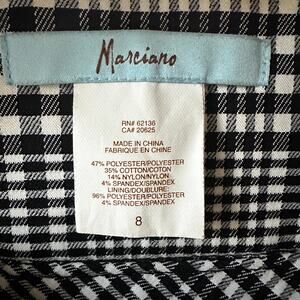 Marciano
RN# 62136
CA# 20625
MADE IN CHINA
FABRIQUE EN CHINE
47% POLYESTER/POLYESTER
35% COTTON/COTON
14% NYLON/NYLON
4% SPANDEX/SPANDEX
LINING/DOUBLURE:
96% POLYESTER/POLYESTER
4% SPANDEX/SPANDEX
8